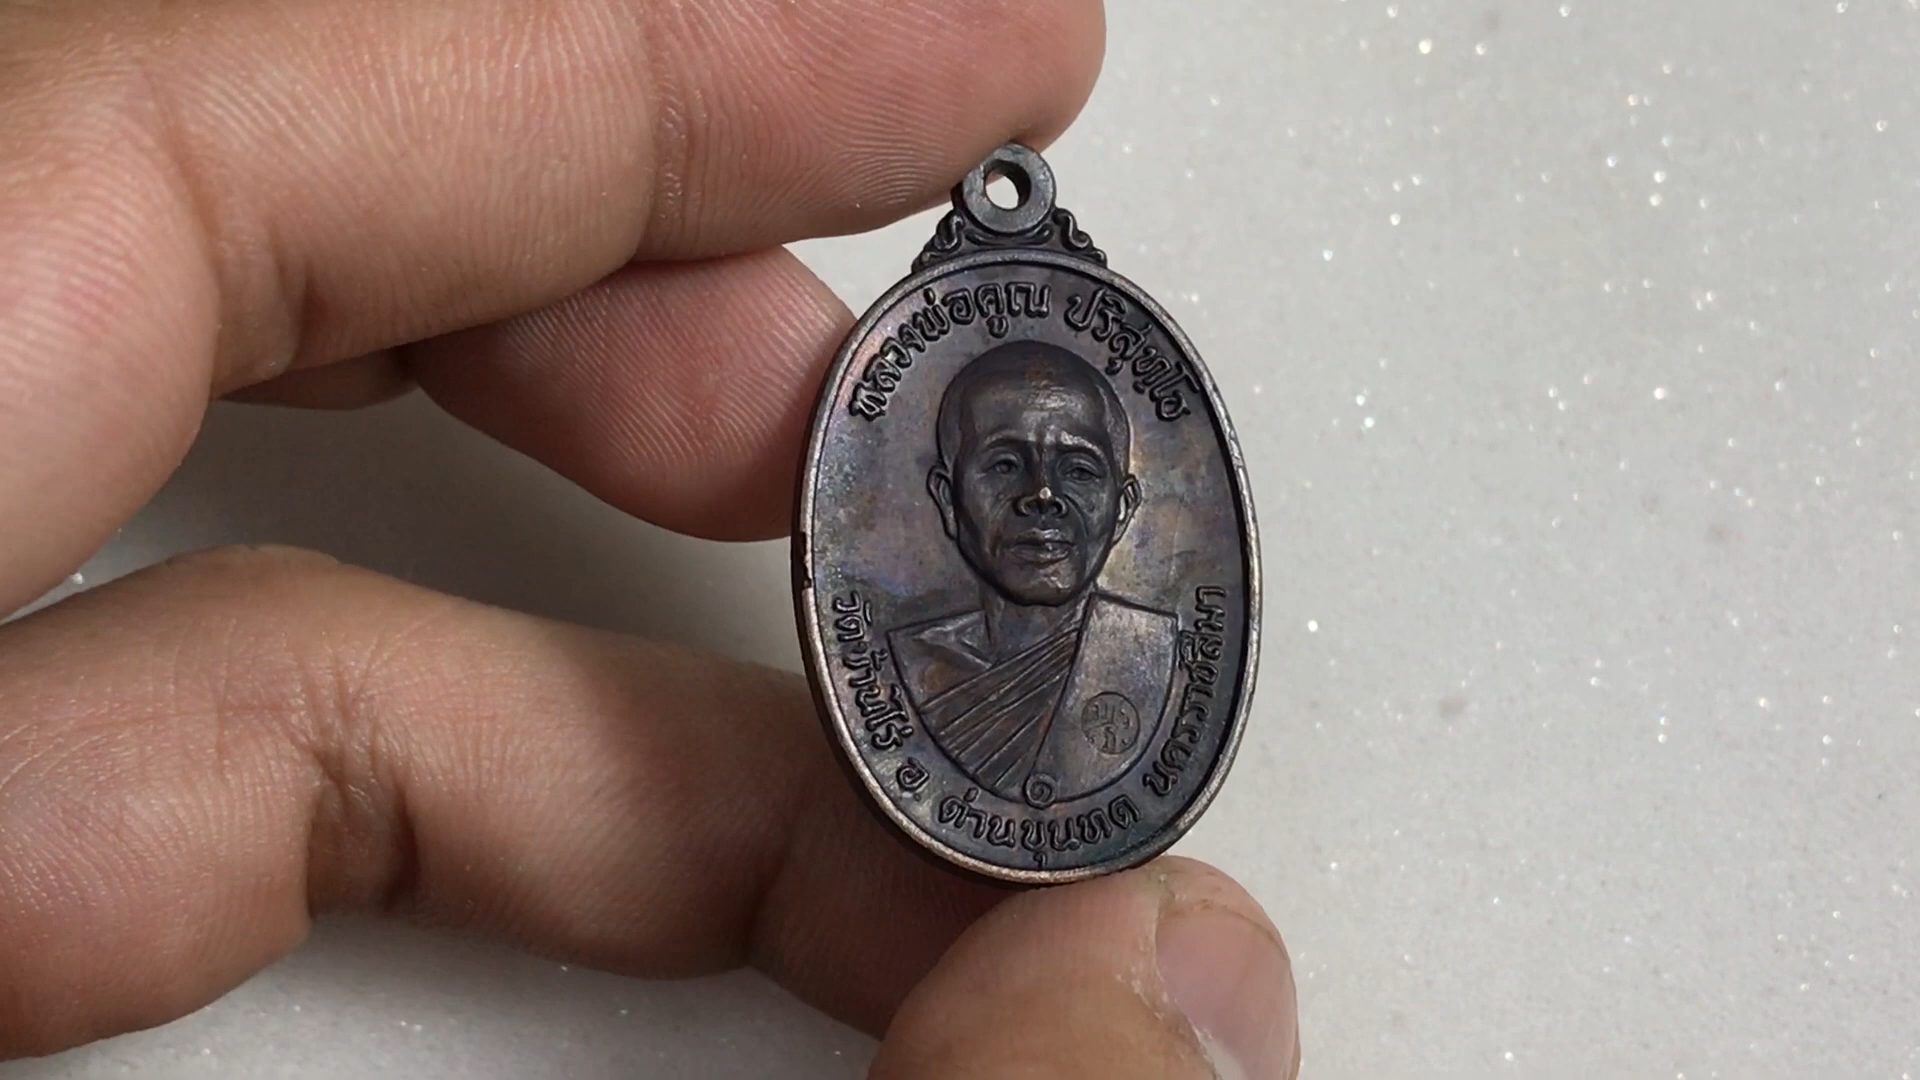 หลวงพ่อคูณ ปริสุทฺโธ
วัดบ้านไร่ อ. ด่านขุนทด นครราชสีมา
๑